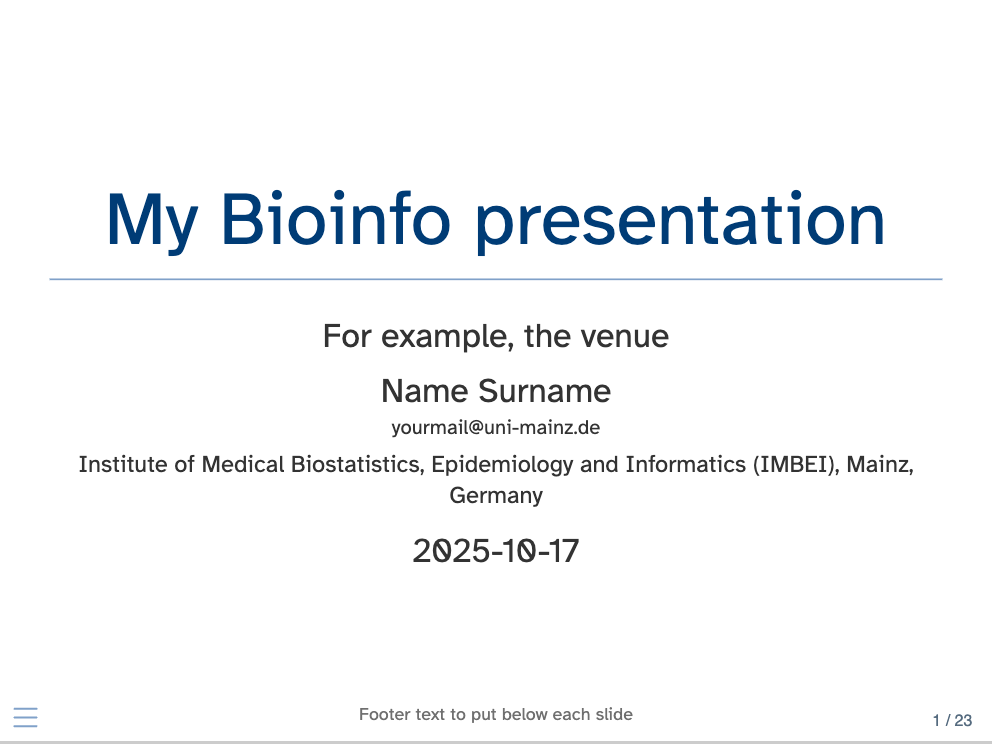 My Bioinfo presentation
For example, the venue
Name Surname
yourmail@uni-mainz.de
Institute of Medical Biostatistics, Epidemiology and Informatics (IMBEI), Mainz,
Germany
2025-10-17
Footer text to put below each slide
1 / 23